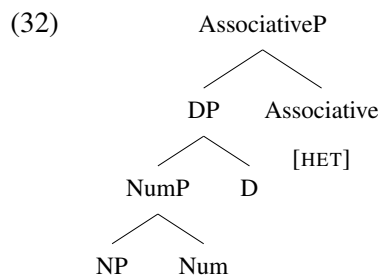 (32) AssociativeP
DP Associative
[HET]
NumP D
NP Num